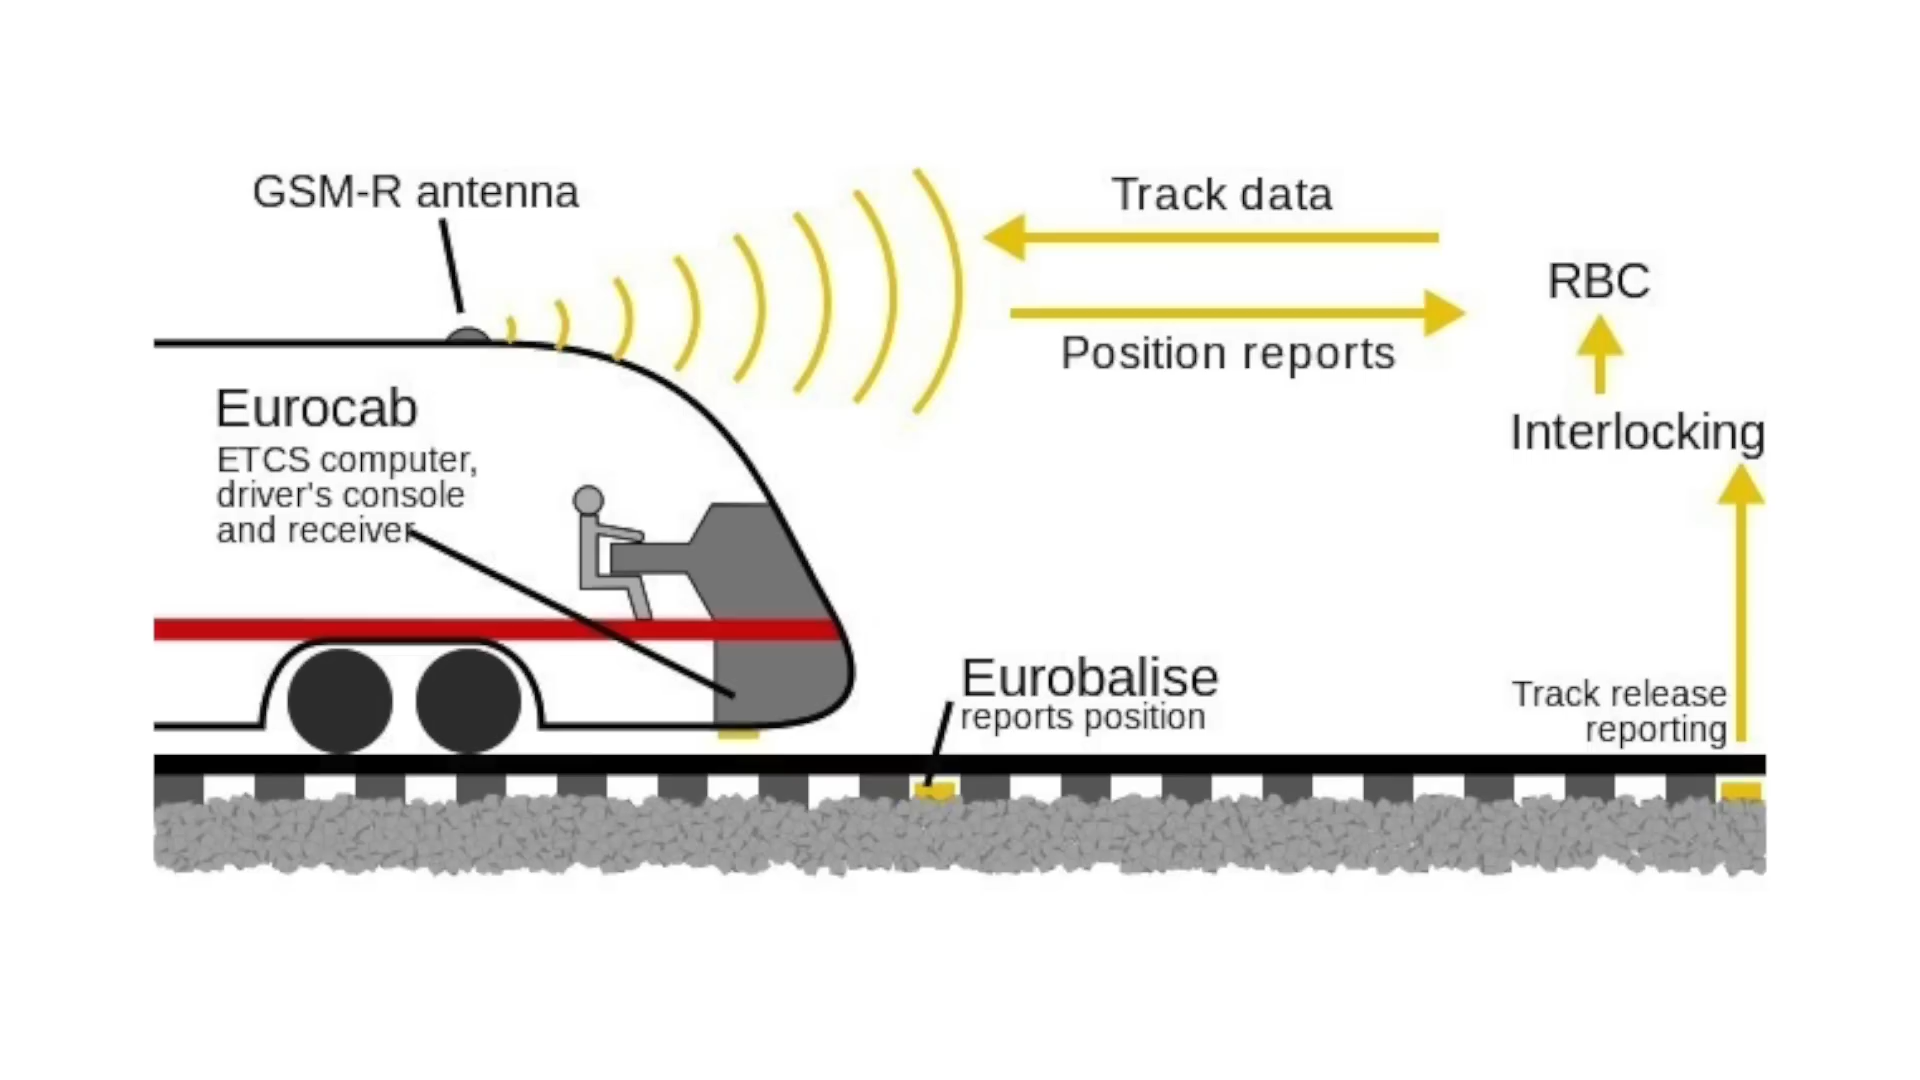 GSM-R antenna
Track data
RBC
Position reports
Eurocab
ETCS computer,
driver's console
and receiver
Interlocking
Eurobalise
reports position
Track release
reporting